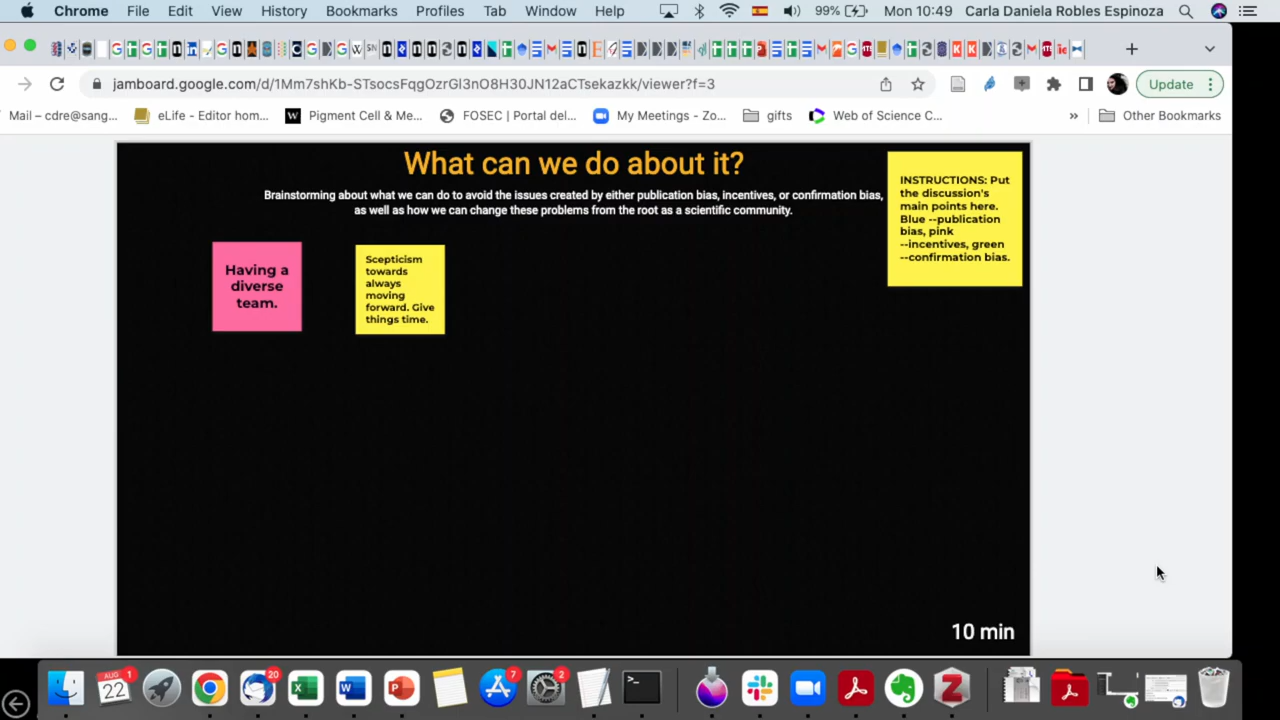 Chrome File Edit View History Bookmarks Profiles Tab Window Help 99% Mon 10:49 Carla Daniela Robles Espinoza
jamboard.google.com/d/1Mm7shKb-STsocsFqgOzrGl3nO8H30JN12aCTsekazkk/viewer?f=3
Update
Mail – cdre@sang... eLife - Editor hom... Pigment Cell & Me... FOSEC | Portal del... My Meetings - Zo... gifts Web of Science C... » Other Bookmarks
What can we do about it?
Brainstorming about what we can do to avoid the issues created by either publication bias, incentives, or confirmation bias,
as well as how we can change these problems from the root as a scientific community.
INSTRUCTIONS: Put
the discussion's
main points here.
Blue --publication
bias, pink
--incentives, green
--confirmation bias.
Having a
diverse
team.
Scepticism
towards
always
moving
forward. Give
things time.
10 min
AUG 1
22
20
7
2